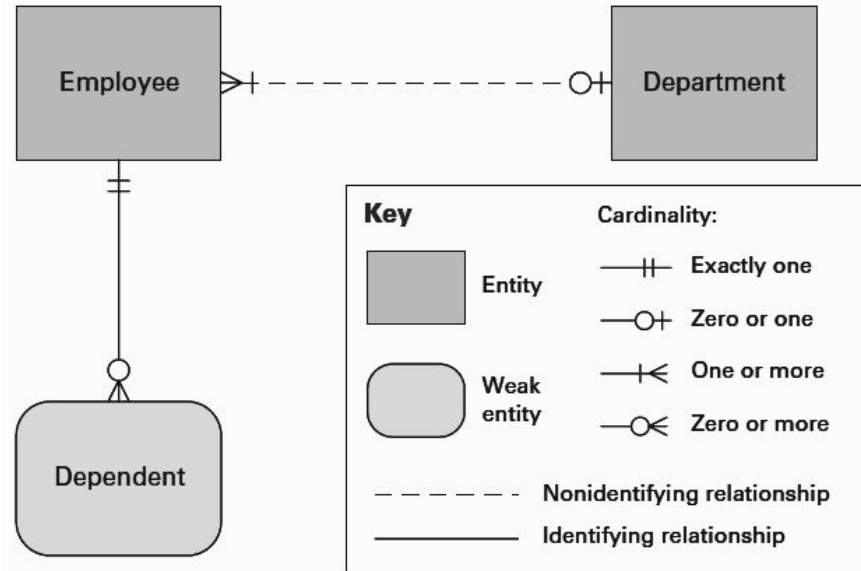 Employee
Department
Dependent
Key
Entity
Weak
entity
Cardinality:
Exactly one
Zero or one
One or more
Zero or more
Nonidentifying relationship
Identifying relationship